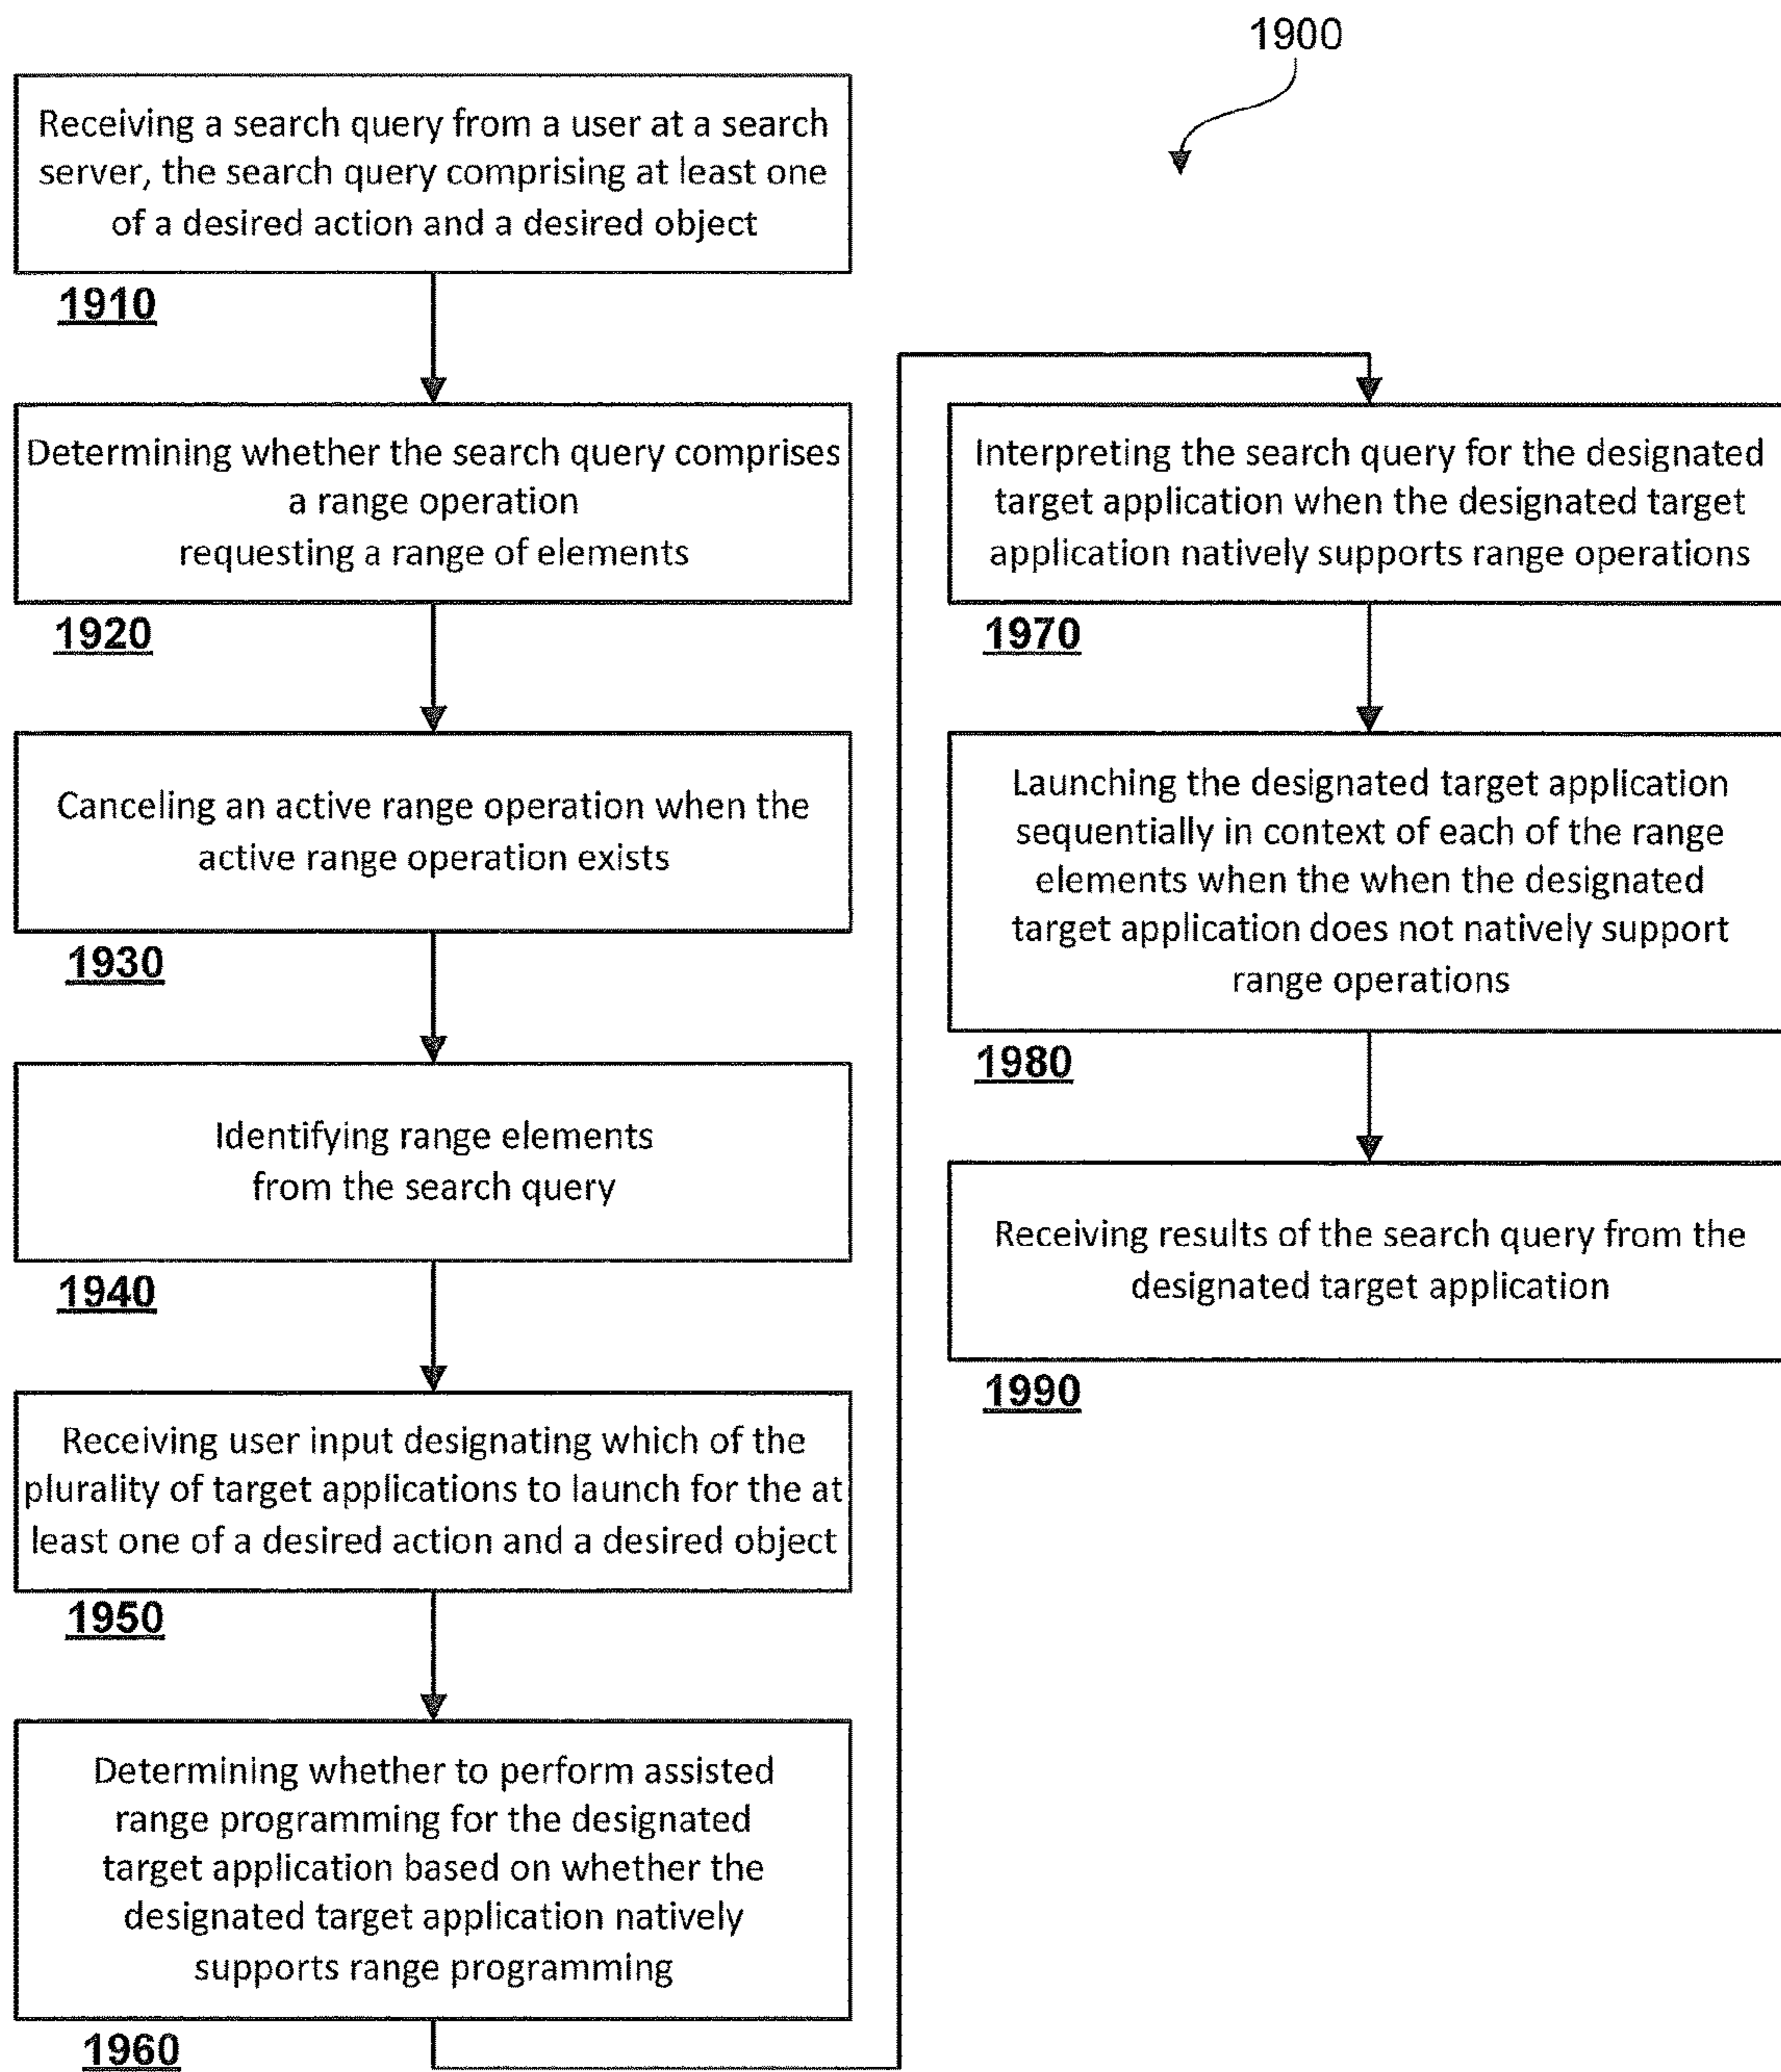 1900
Receiving a search query from a user at a search
server, the search query comprising at least one
of a desired action and a desired object
1910
Determining whether the search query comprises
a range operation
requesting a range of elements
1920
Canceling an active range operation when the
active range operation exists
1930
Identifying range elements
from the search query
1940
Receiving user input designating which of the
plurality of target applications to launch for the at
least one of a desired action and a desired object
1950
Determining whether to perform assisted
range programming for the designated
target application based on whether the
designated target application natively
supports range programming
1960
Interpreting the search query for the designated
target application when the designated target
application natively supports range operations
1970
Launching the designated target application
sequentially in context of each of the range
elements when the when the designated
target application does not natively support
range operations
1980
Receiving results of the search query from the
designated target application
1990